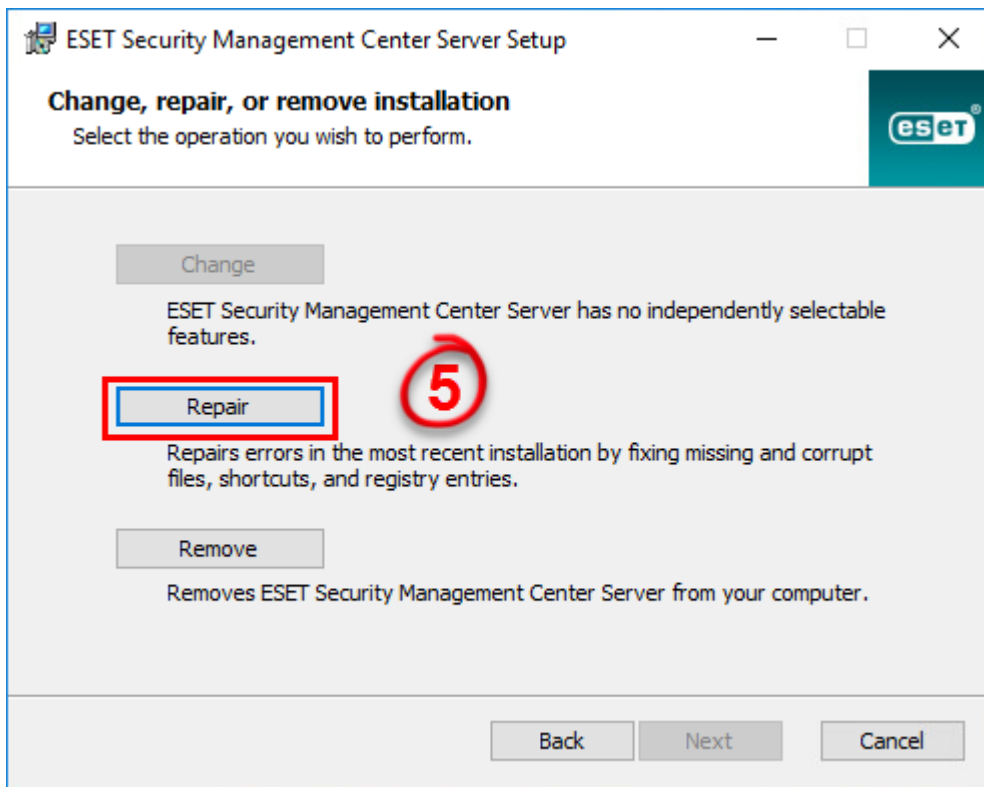 ESET Security Management Center Server Setup
Change, repair, or remove installation
Select the operation you wish to perform.
eset®
Change
ESET Security Management Center Server has no independently selectable
features.
5
Repair
Repairs errors in the most recent installation by fixing missing and corrupt
files, shortcuts, and registry entries.
Remove
Removes ESET Security Management Center Server from your computer.
Back
Next
Cancel